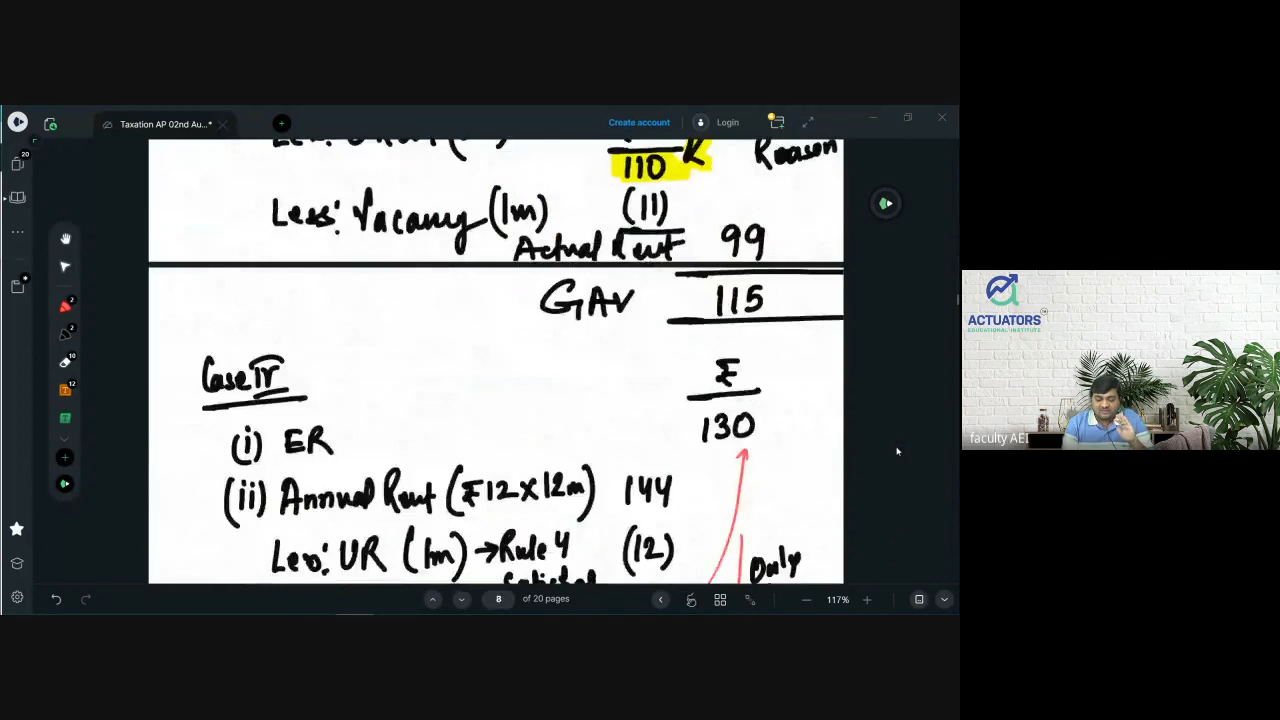 Taxation AP 02nd Au...*
Create account
Login
110 R
Reason
Less: Vacancy (1m) (11)
Actual Rent 99
GAV 115
Case IV ₹
(i) ER 130
(ii) Annual Rent (₹12 x 12m) 144
Less: UR (1m) → Rule 4 (12)
Only
8 of 20 pages
117%
ACTUATORS
EDUCATIONAL INSTITUTE
faculty AEI